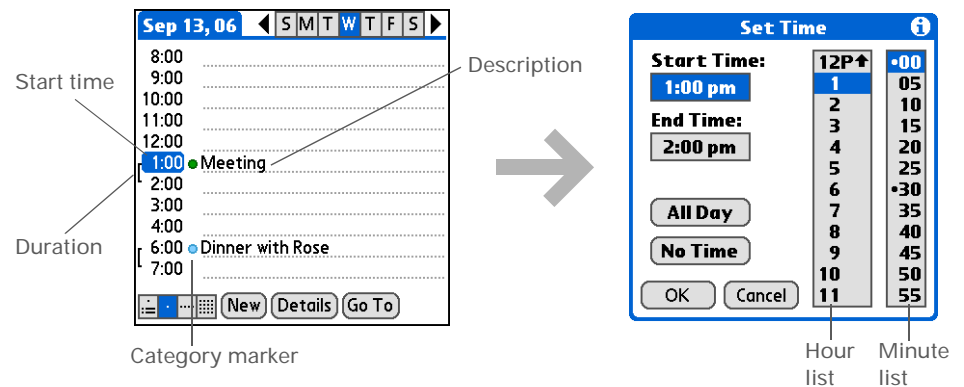 Sep 13, 06 S M T W T F S
8:00
9:00
10:00
11:00
12:00
1:00 Meeting
2:00
3:00
4:00
6:00 Dinner with Rose
7:00
New Details Go To
Start time
Duration
Description
Category marker
Set Time
Start Time:
1:00 pm
End Time:
2:00 pm
All Day
No Time
OK Cancel
12P
1
2
3
4
5
6
7
8
9
10
11
•00
05
10
15
20
25
•30
35
40
45
50
55
Hour
list
Minute
list